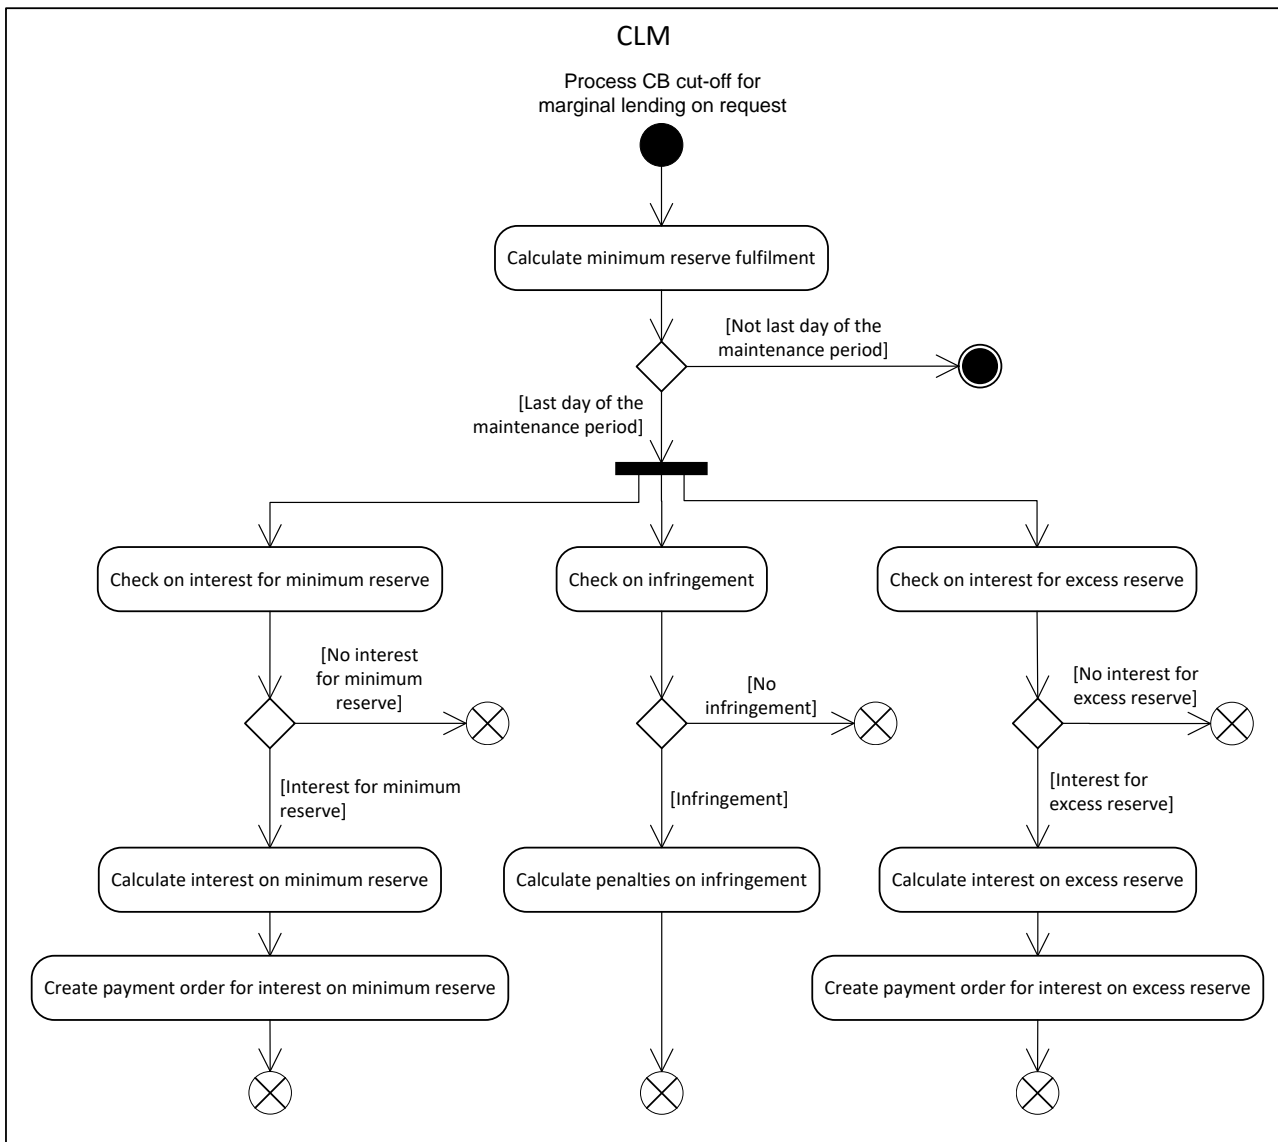 CLM
Process CB cut-off for
marginal lending on request
Calculate minimum reserve fulfilment
[Not last day of the
maintenance period]
[Last day of the
maintenance period]
Check on interest for minimum reserve
Check on infringement
Check on interest for excess reserve
[No interest
for minimum
reserve]
[No
infringement]
[No interest for
excess reserve]
[Interest for minimum
reserve]
[Infringement]
[Interest for
excess reserve]
Calculate interest on minimum reserve
Calculate penalties on infringement
Calculate interest on excess reserve
Create payment order for interest on minimum reserve
Create payment order for interest on excess reserve